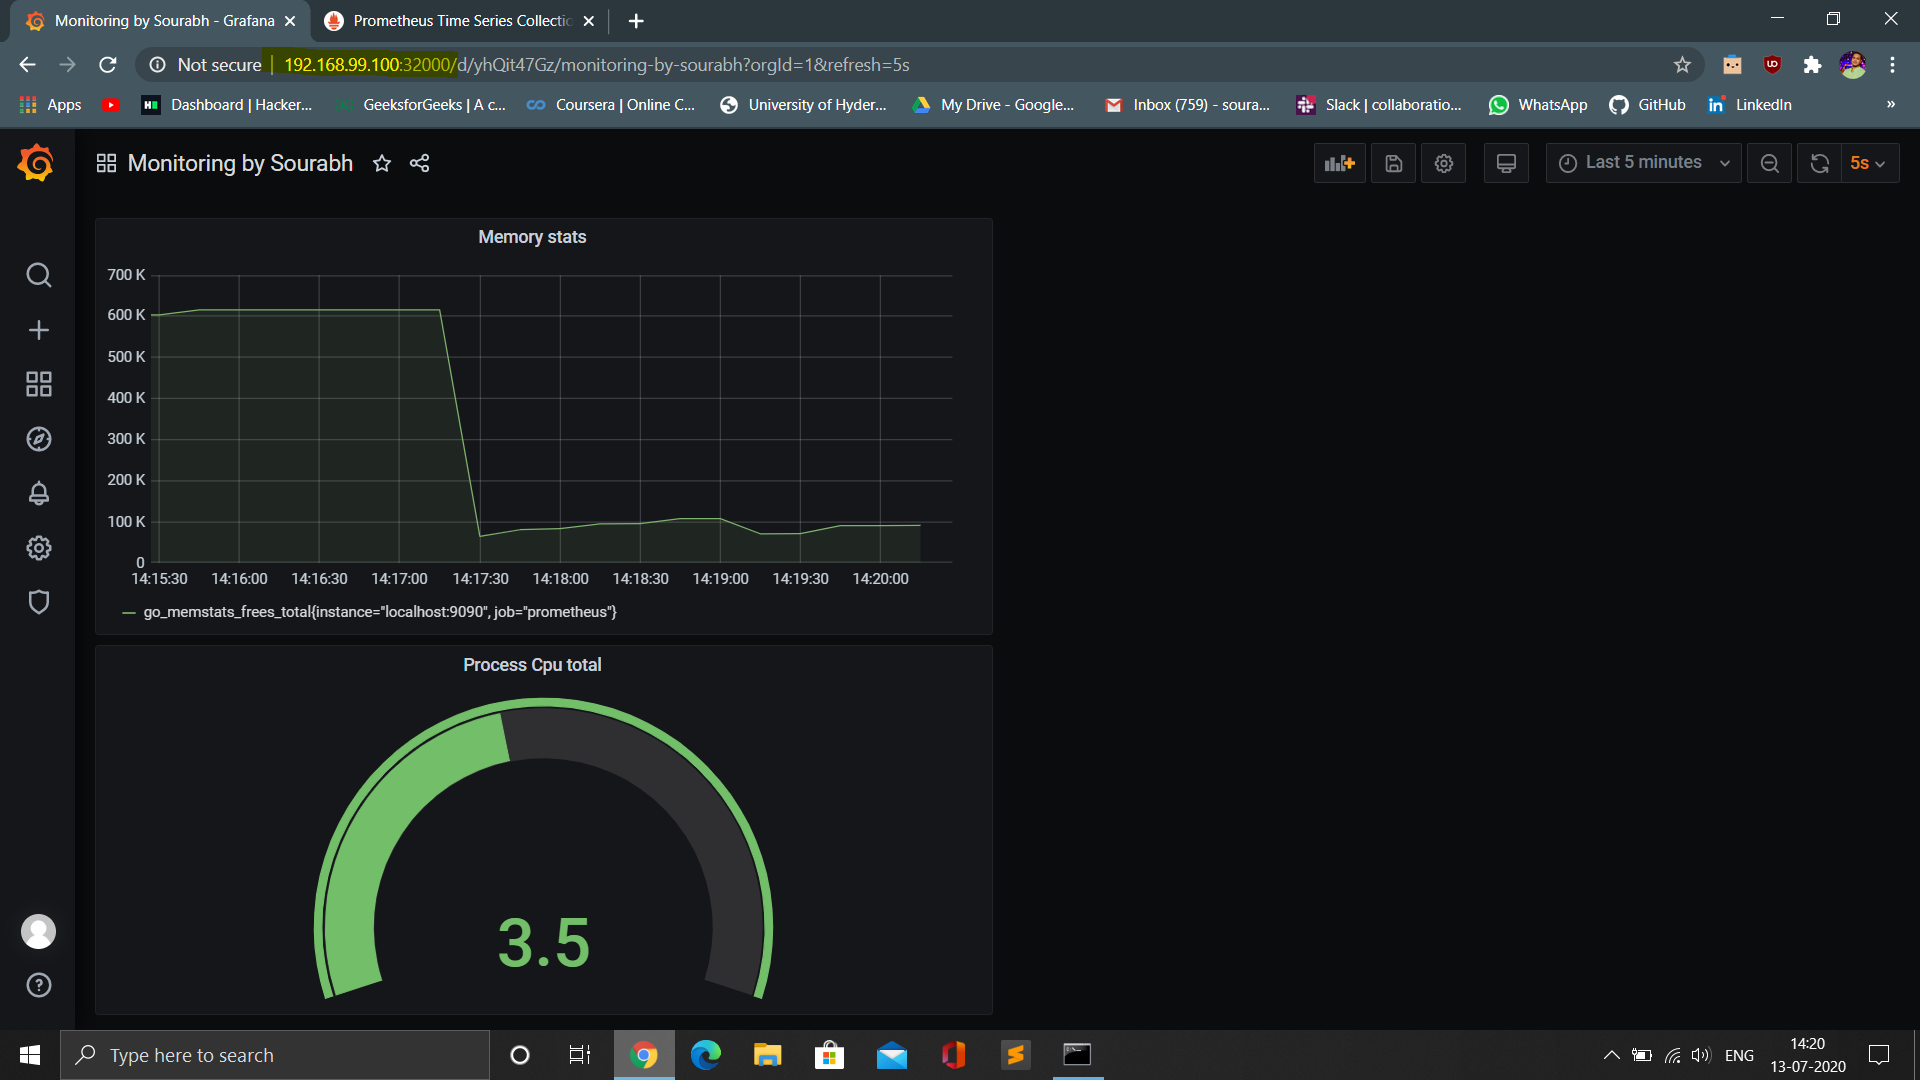 Monitoring by Sourabh - Grafana
Prometheus Time Series Collectio
Not secure | 192.168.99.100:32000/d/yhQit47Gz/monitoring-by-sourabh?orgId=1&refresh=5s
Apps
Dashboard | Hacker...
GeeksforGeeks | A c...
Coursera | Online C...
University of Hyder...
My Drive - Google...
Inbox (759) - soura...
Slack | collaboratio...
WhatsApp
GitHub
LinkedIn
»
Monitoring by Sourabh
Last 5 minutes
5s
Memory stats
700 K
600 K
500 K
400 K
300 K
200 K
100 K
0
14:15:30 14:16:00 14:16:30 14:17:00 14:17:30 14:18:00 14:18:30 14:19:00 14:19:30 14:20:00
go_memstats_frees_total{instance="localhost:9090", job="prometheus"}
Process Cpu total
3.5
Type here to search
ENG
14:20
13-07-2020